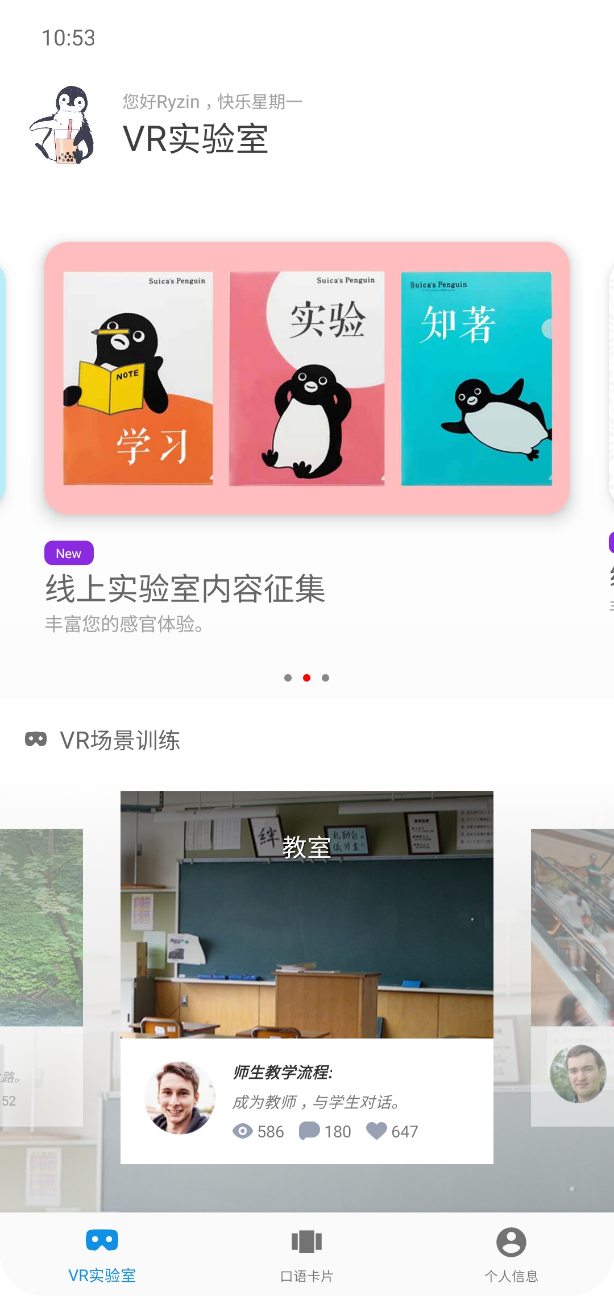 10:53
您好Ryzin，快乐星期一
VR实验室
Suica's Penguin
NOTE
学习
Suica's Penguin
实验
Suica's Penguin
知著
New
线上实验室内容征集
丰富您的感官体验。
VR场景训练
教室
绊
师生教学流程:
成为教师，与学生对话。
586 180 647
路。
52
VR实验室
口语卡片
个人信息